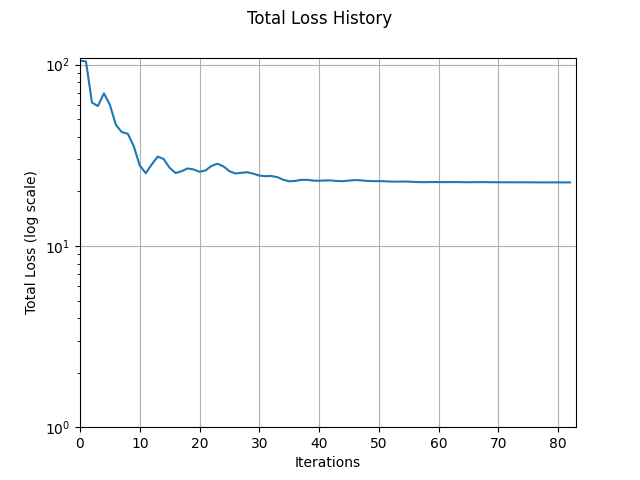 Total Loss History
10²
10¹
10⁰
Total Loss (log scale)
0 10 20 30 40 50 60 70 80
Iterations